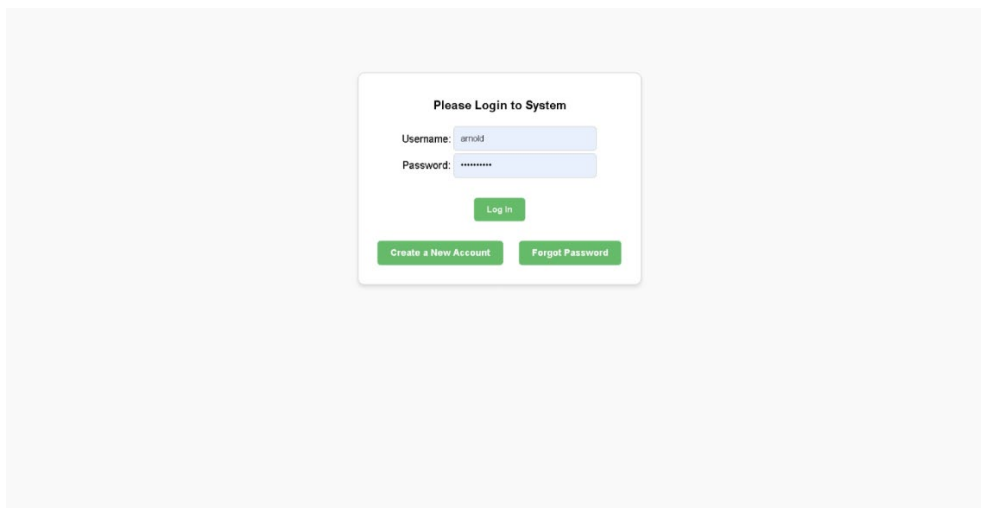 Please Login to System
Username: arnold
Password: ••••••••••
Log In
Create a New Account Forgot Password